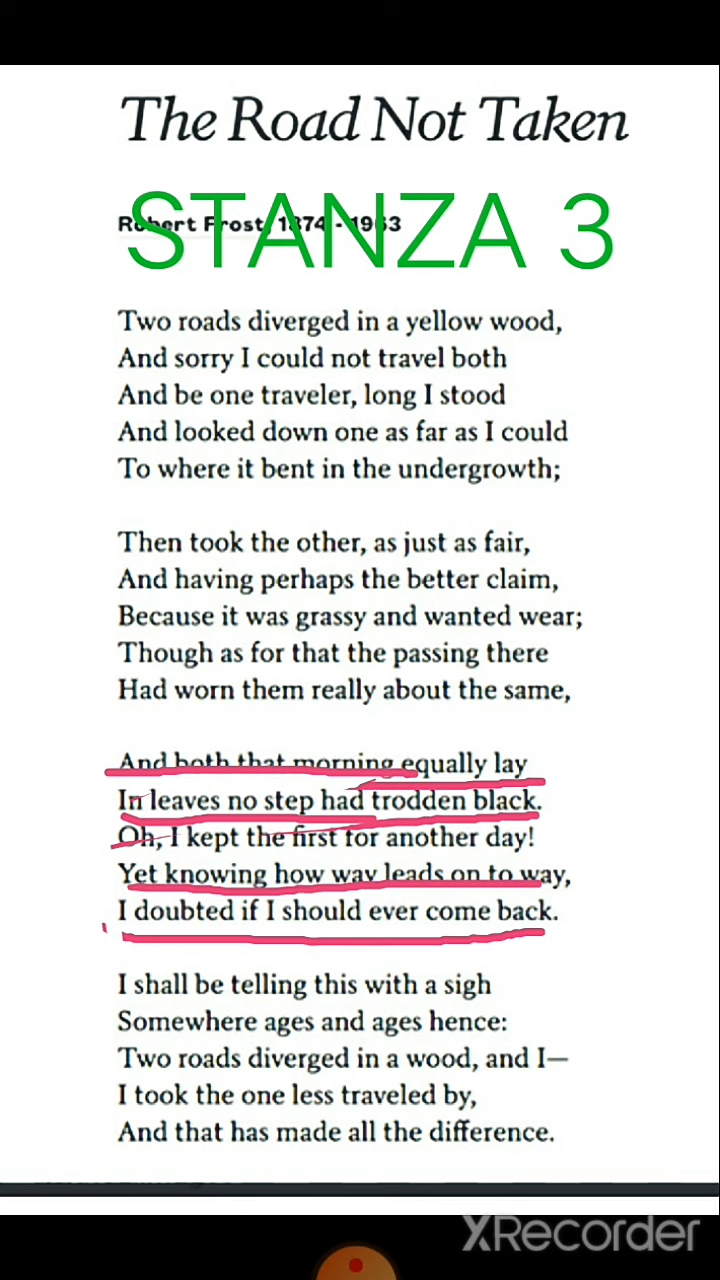 The Road Not Taken
STANZA 3
Robert Frost, 1874 - 1963
Two roads diverged in a yellow wood,
And sorry I could not travel both
And be one traveler, long I stood
And looked down one as far as I could
To where it bent in the undergrowth;
Then took the other, as just as fair,
And having perhaps the better claim,
Because it was grassy and wanted wear;
Though as for that the passing there
Had worn them really about the same,
And both that morning equally lay
In leaves no step had trodden black.
Oh, I kept the first for another day!
Yet knowing how way leads on to way,
I doubted if I should ever come back.
I shall be telling this with a sigh
Somewhere ages and ages hence:
Two roads diverged in a wood, and I—
I took the one less traveled by,
And that has made all the difference.
XRecorder